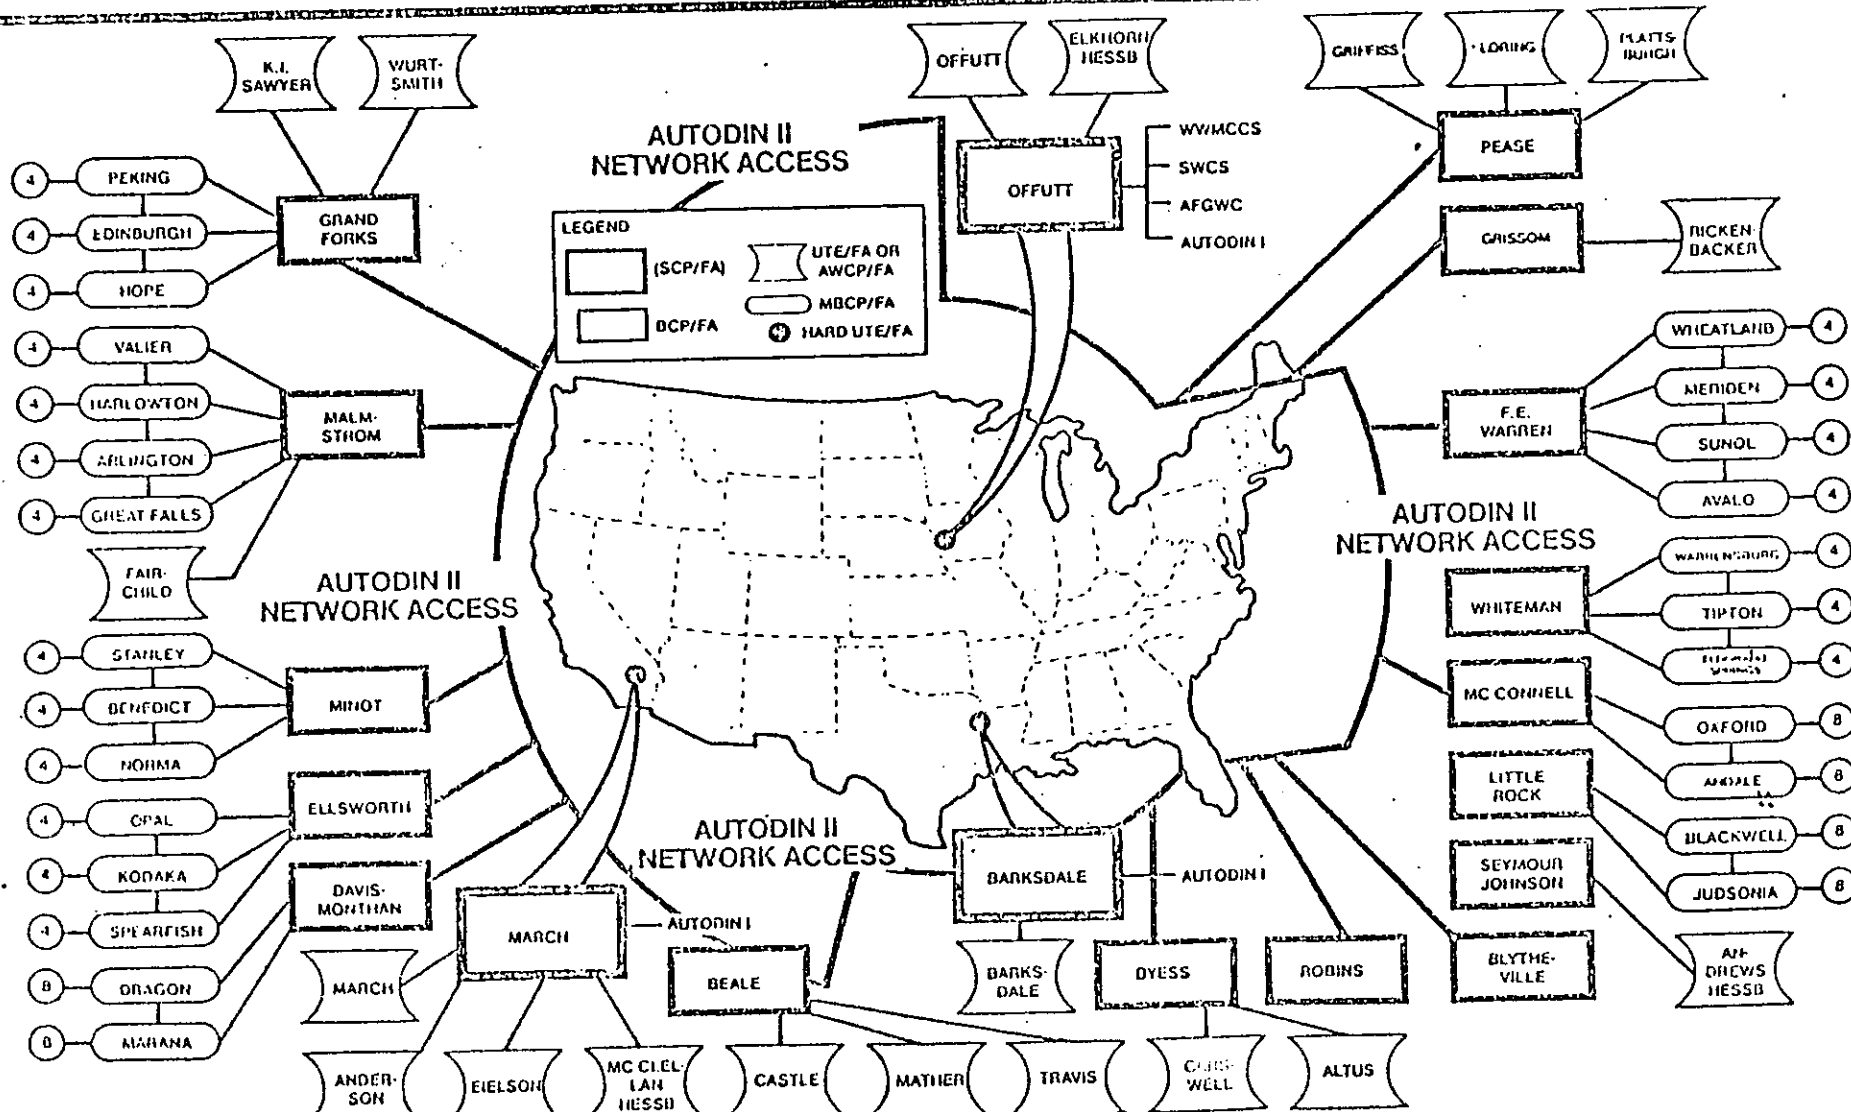 K.I.
SAWYER
WURT-
SMITH
OFFUTT
ELKHORN
HESSB
GRIFFISS
LORING
PLATTS-
BURGH
AUTODIN II
NETWORK ACCESS
OFFUTT
WWMCCS
SWCS
AFGWC
AUTODIN I
PEASE
GRISSOM
RICKEN-
BACKER
4
PEKING
4
EDINBURGH
4
HOPE
GRAND
FORKS
LEGEND
(SCP/FA)
UTE/FA OR
AWCP/FA
BCP/FA
MBCP/FA
HARD UTE/FA
4
VALIER
4
HARLOWTON
4
ARLINGTON
4
GREAT FALLS
MALM-
STROM
FAIR-
CHILD
AUTODIN II
NETWORK ACCESS
F.E.
WARREN
WHEATLAND
4
MERIDEN
4
SUNOL
4
AVALO
4
AUTODIN II
NETWORK ACCESS
WHITEMAN
WARRENSBURG
4
TIPTON
4
4
4
STANLEY
4
BENEDICT
4
NORMA
MINOT
MC CONNELL
OXFORD
8
ANDALE
8
4
OPAL
4
KODAKA
4
SPEARFISH
ELLSWORTH
LITTLE
ROCK
BLACKWELL
8
JUDSONIA
8
8
DRAGON
8
MARANA
DAVIS-
MONTHAN
AUTODIN II
NETWORK ACCESS
MARCH
AUTODIN I
BARKSDALE
AUTODIN I
SEYMOUR
JOHNSON
MARCH
BEALE
BARKS-
DALE
DYESS
ROBINS
BLYTHE-
VILLE
AN-
DREWS
HESSB
ANDER-
SON
EIELSON
MC CLEL-
LAN
HESSB
CASTLE
MATHER
TRAVIS
CARS-
WELL
ALTUS